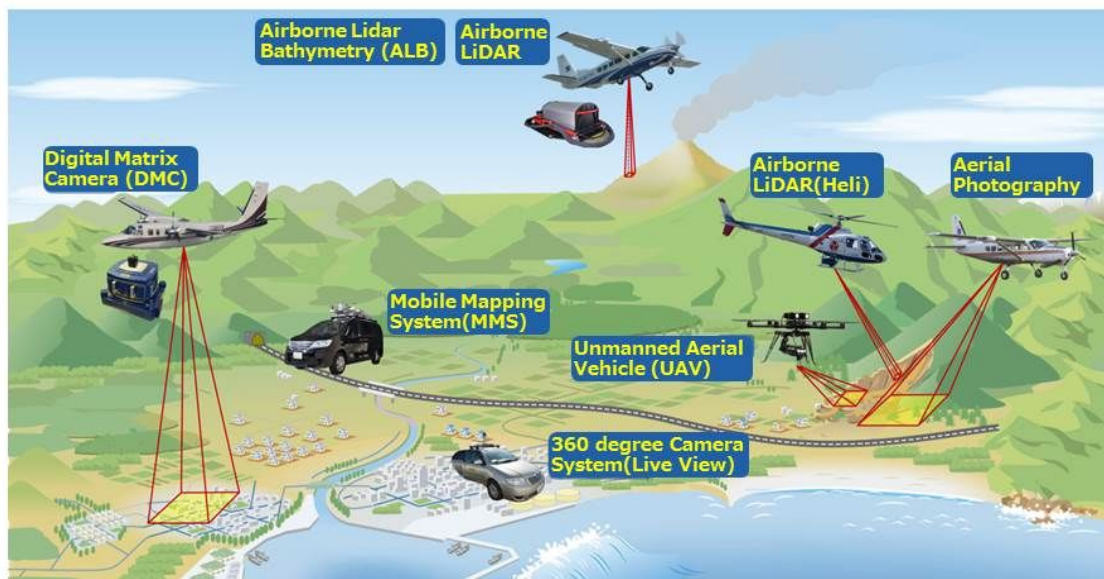 Airborne Lidar
Bathymetry (ALB)
Airborne
LiDAR
Digital Matrix
Camera (DMC)
Airborne
LiDAR(Heli)
Aerial
Photography
Mobile Mapping
System(MMS)
Unmanned Aerial
Vehicle (UAV)
360 degree Camera
System(Live View)